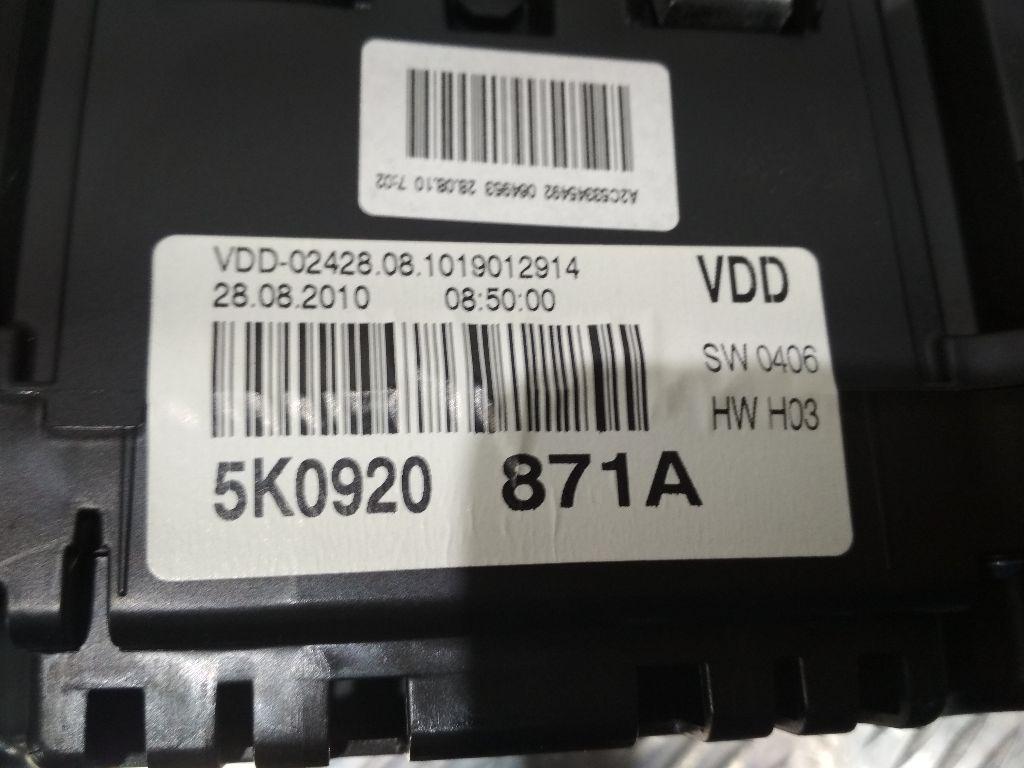 A2C53345492 064953 28.08.10 7:02
VDD-02428.08.1019012914
28.08.2010 08:50:00
VDD
SW 0406
HW H03
5K0920 871A